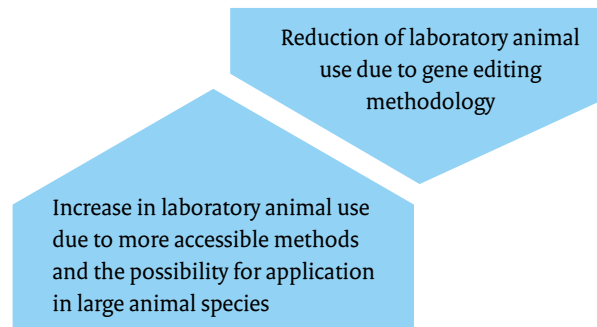 Reduction of laboratory animal
use due to gene editing
methodology
Increase in laboratory animal use
due to more accessible methods
and the possibility for application
in large animal species